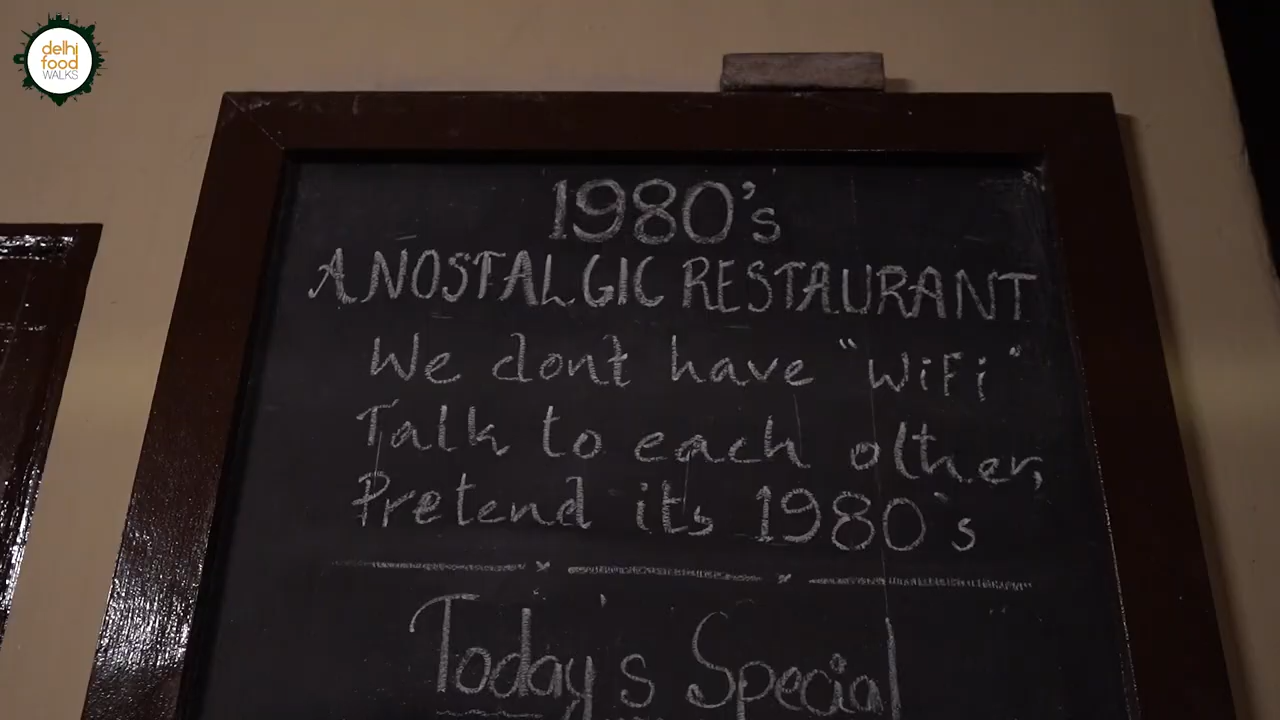 delhi
food
WALKS
1980's
A NOSTALGIC RESTAURANT
We dont have "WiFi"
Talk to each other,
Pretend its 1980's
Today's Special